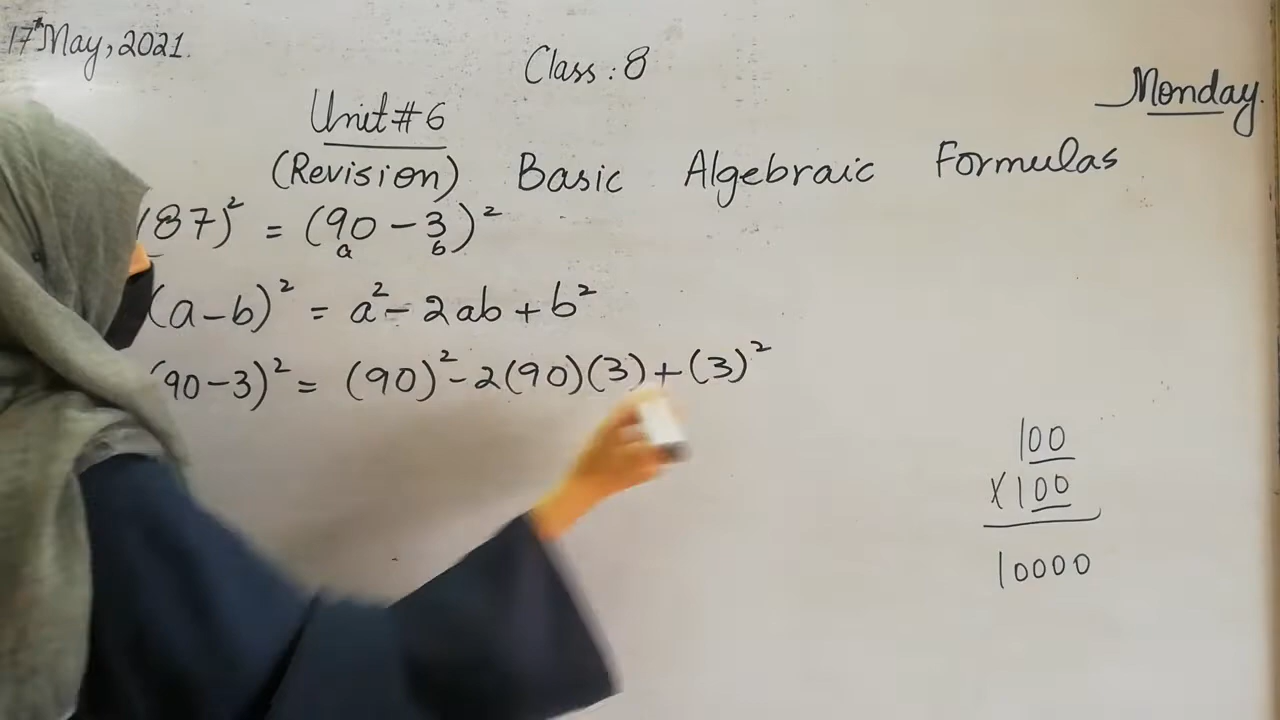 17th May, 2021.
Class : 8
Monday.
Unit # 6
(Revision) Basic Algebraic Formulas
(87)² = (90 - 3)²
a b
(a - b)² = a² - 2ab + b²
(90 - 3)² = (90)² - 2(90)(3) + (3)²
100
× 100
10000